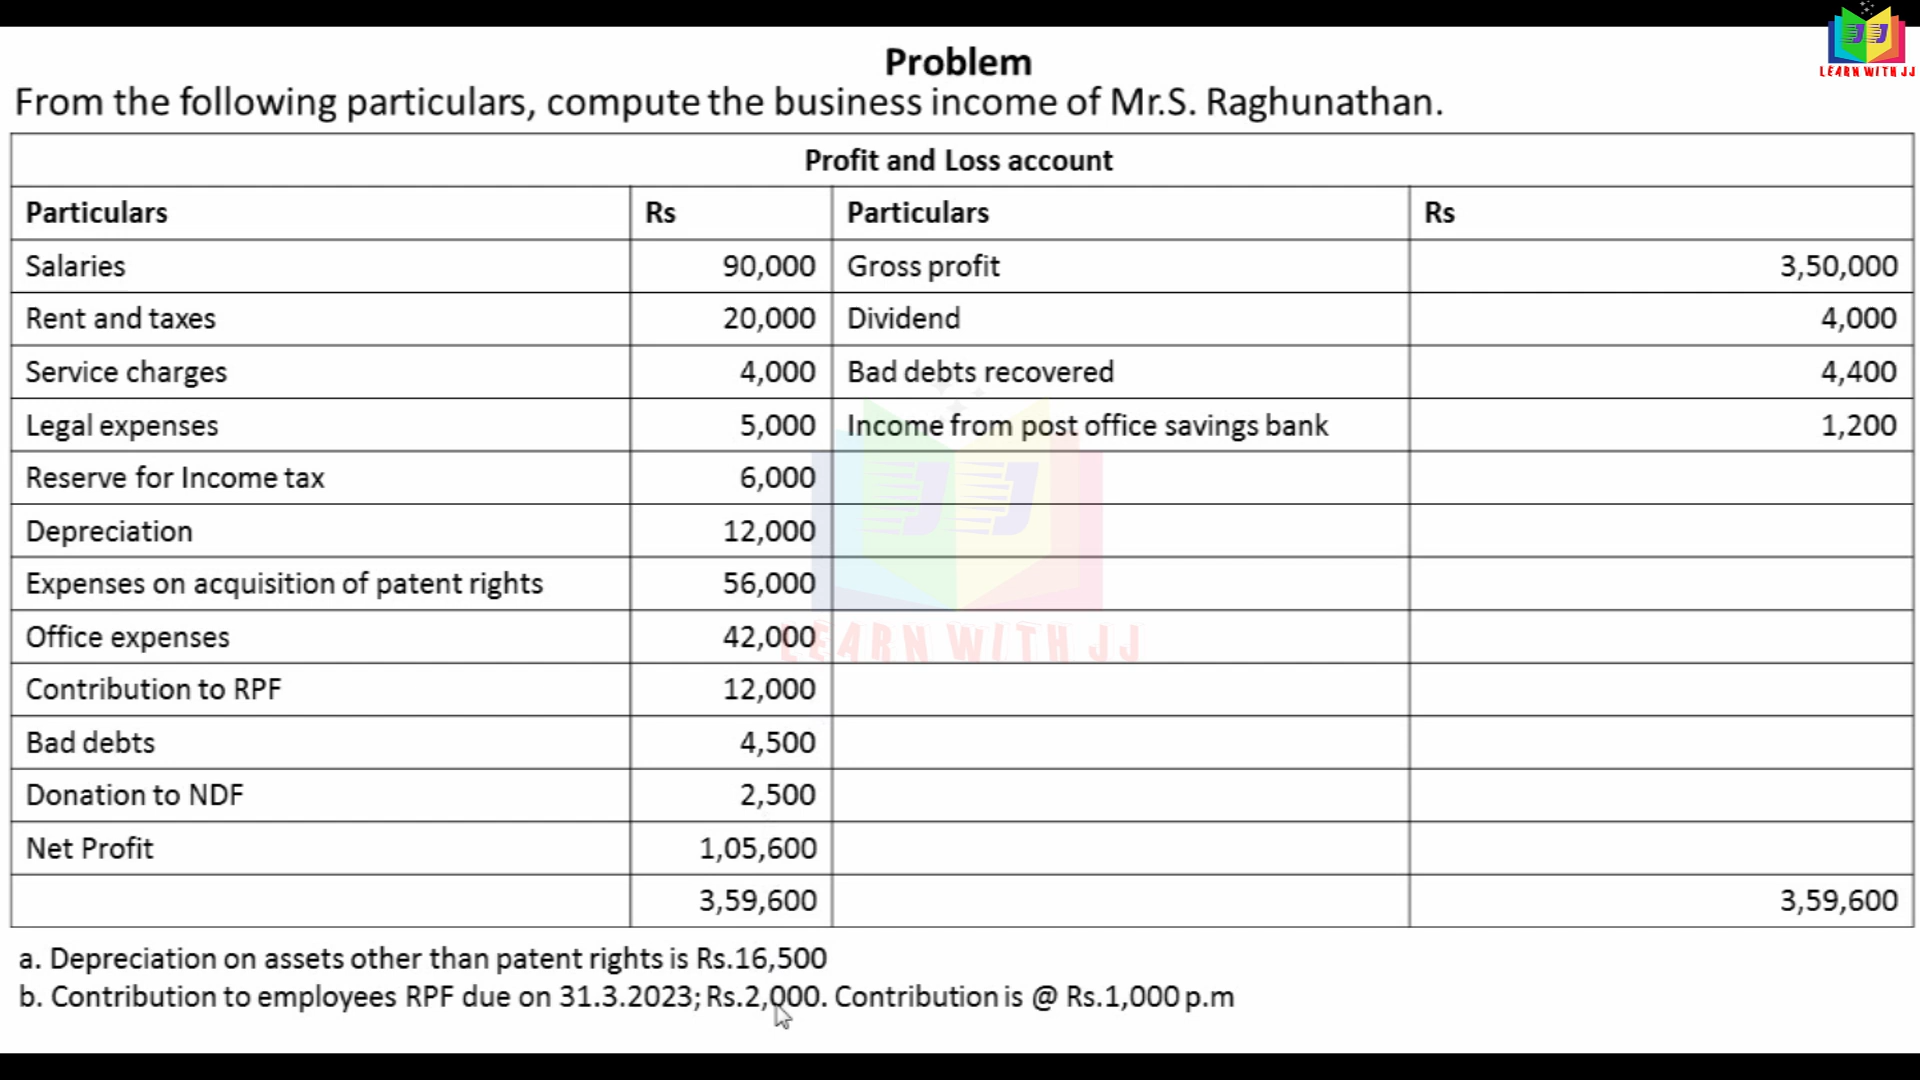 LEARN WITH JJ
Problem
From the following particulars, compute the business income of Mr.S. Raghunathan.
Profit and Loss account
Particulars Rs Particulars Rs
Salaries 90,000 Gross profit 3,50,000
Rent and taxes 20,000 Dividend 4,000
Service charges 4,000 Bad debts recovered 4,400
Legal expenses 5,000 Income from post office savings bank 1,200
Reserve for Income tax 6,000
Depreciation 12,000
Expenses on acquisition of patent rights 56,000
Office expenses 42,000
LEARN WITH JJ
Contribution to RPF 12,000
Bad debts 4,500
Donation to NDF 2,500
Net Profit 1,05,600
3,59,600 3,59,600
a. Depreciation on assets other than patent rights is Rs.16,500
b. Contribution to employees RPF due on 31.3.2023; Rs.2,000. Contribution is @ Rs.1,000 p.m